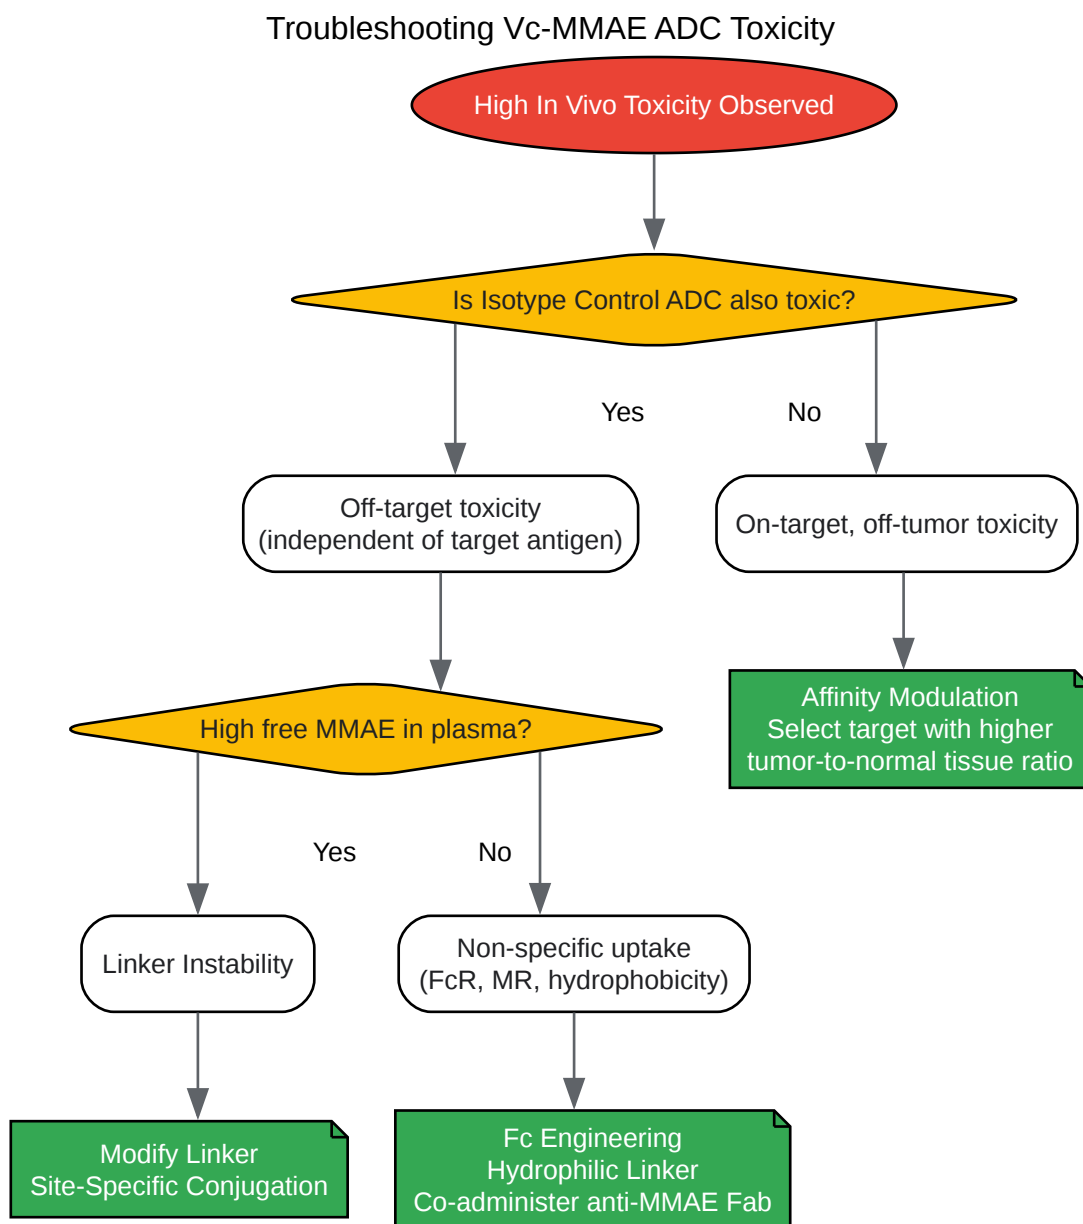 Troubleshooting Vc-MMAE ADC Toxicity
High In Vivo Toxicity Observed
Is Isotype Control ADC also toxic?
Yes
No
Off-target toxicity
(independent of target antigen)
On-target, off-tumor toxicity
High free MMAE in plasma?
Affinity Modulation
Select target with higher
tumor-to-normal tissue ratio
Yes
No
Linker Instability
Non-specific uptake
(FcR, MR, hydrophobicity)
Modify Linker
Site-Specific Conjugation
Fc Engineering
Hydrophilic Linker
Co-administer anti-MMAE Fab